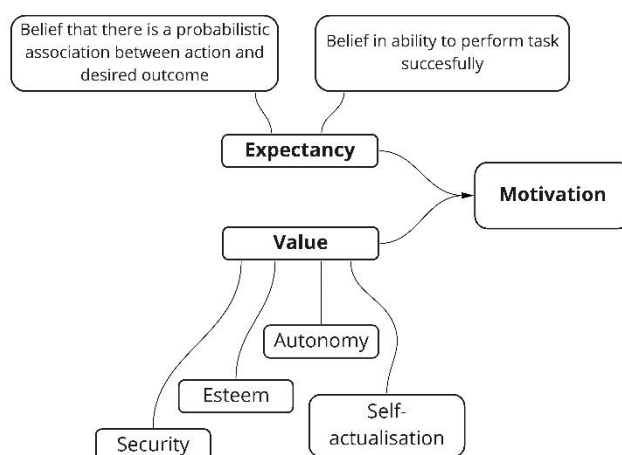 Belief that there is a probabilistic
association between action and
desired outcome
Belief in ability to perform task
succesfully
Expectancy
Motivation
Value
Autonomy
Esteem
Self-
actualisation
Security